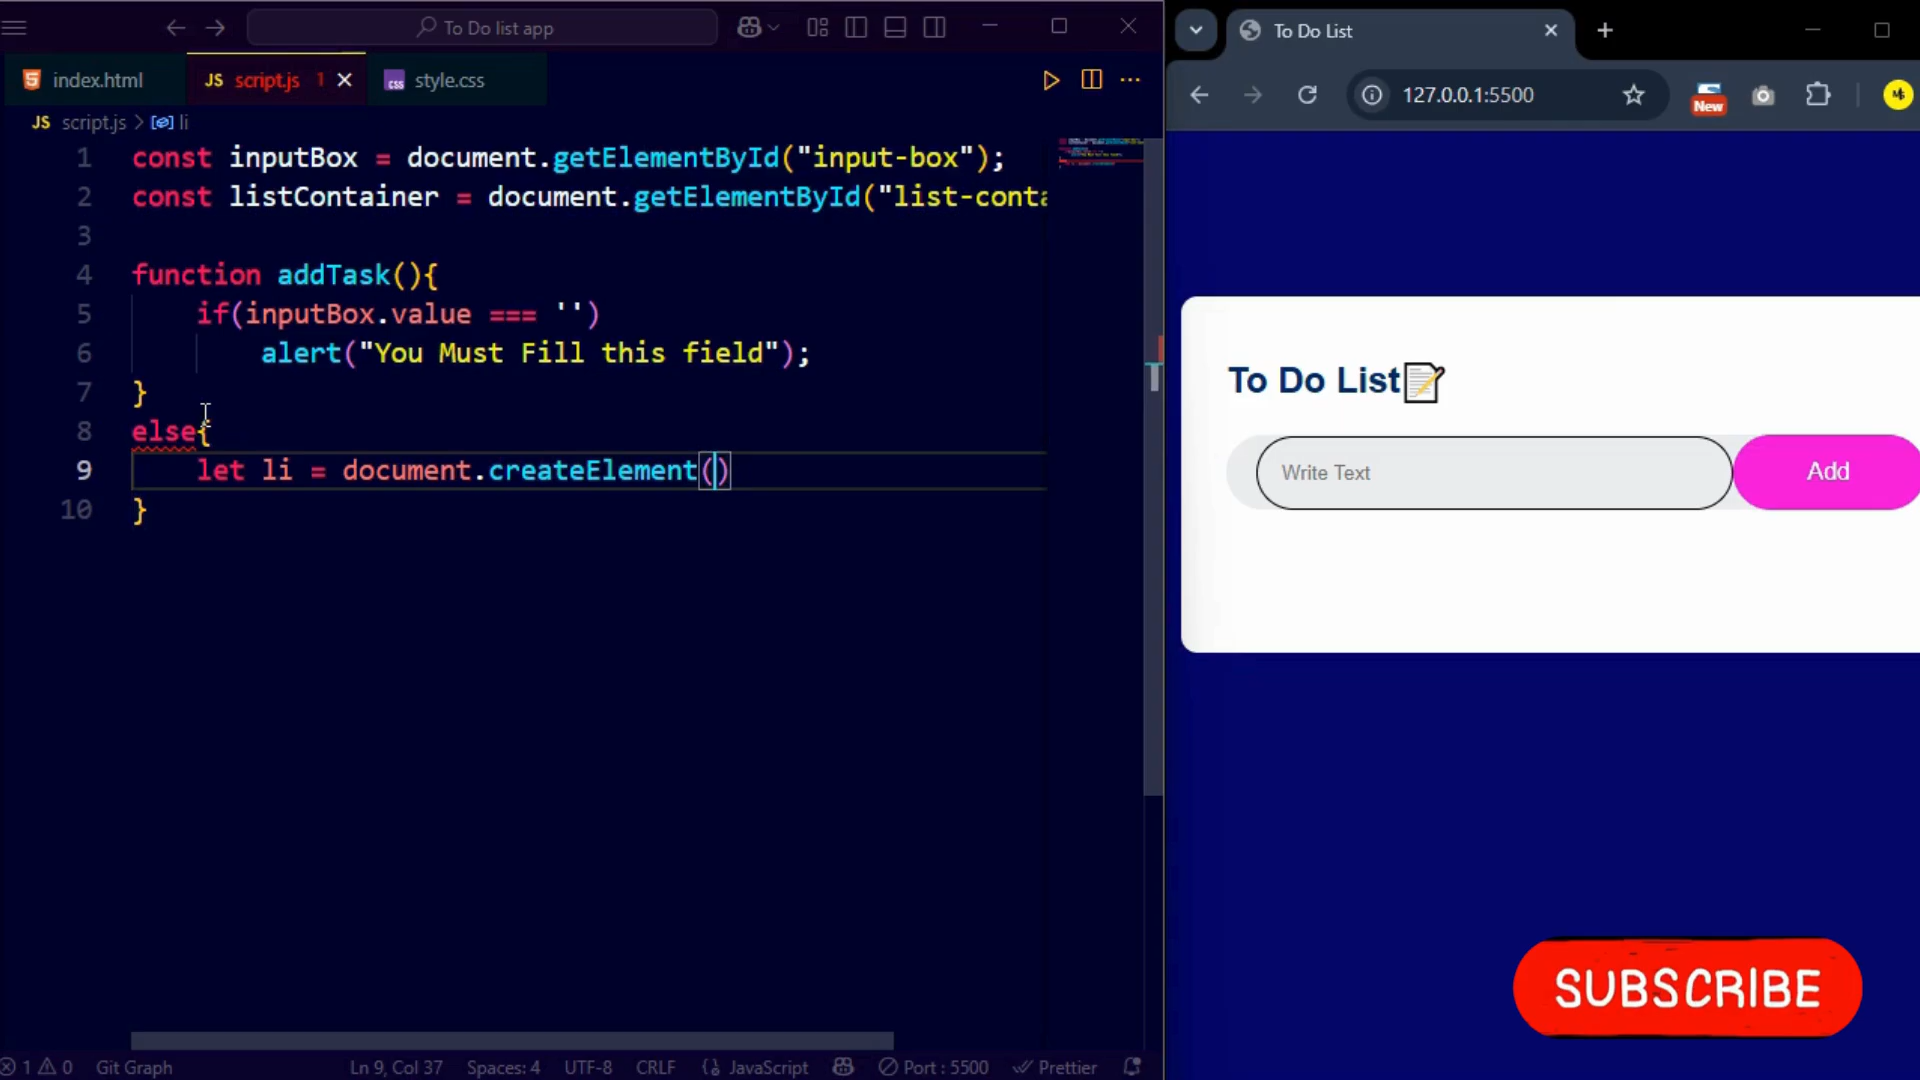 To Do list app
index.html
JS script.js 1
css style.css
JS script.js > li
1 const inputBox = document.getElementById("input-box");
2 const listContainer = document.getElementById("list-conta
3
4 function addTask(){
5 if(inputBox.value === '')
6 alert("You Must Fill this field");
7 }
8 else{
9 let li = document.createElement()
10 }
1 0 Git Graph Ln 9, Col 37 Spaces: 4 UTF-8 CRLF {} JavaScript Port : 5500 Prettier
To Do List
127.0.0.1:5500 New
To Do List
Write Text Add
SUBSCRIBE